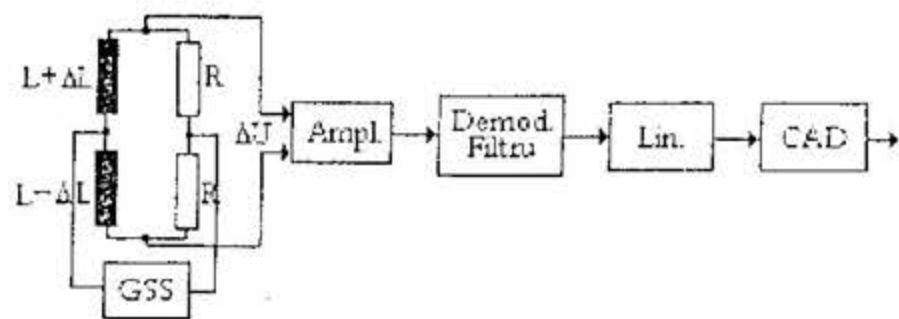 L+ΔL
R
ΔU
Ampl.
Demod.
Filtru
Lin.
CAD
L-ΔL
R
GSS